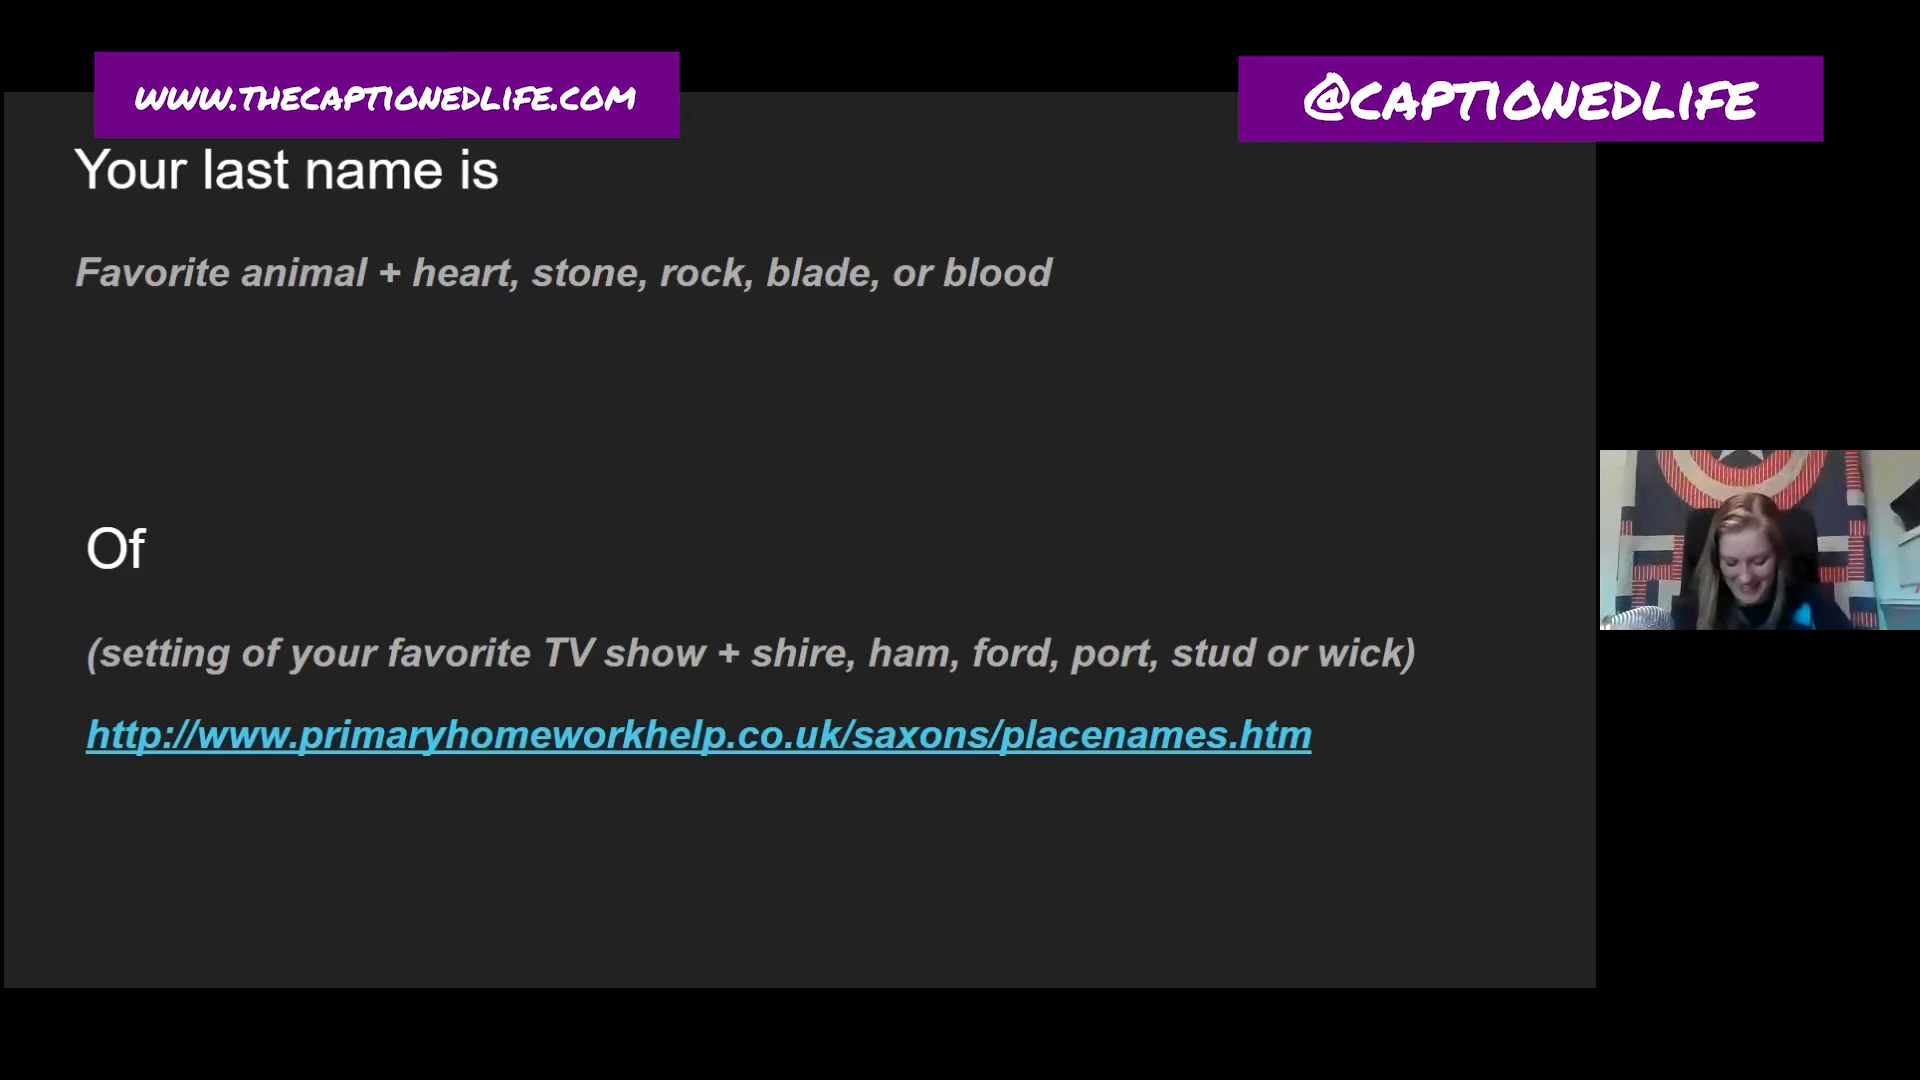 www.thecaptionedlife.com
@captionedlife
Your last name is
Favorite animal + heart, stone, rock, blade, or blood
Of
(setting of your favorite TV show + shire, ham, ford, port, stud or wick)
http://www.primaryhomeworkhelp.co.uk/saxons/placenames.htm